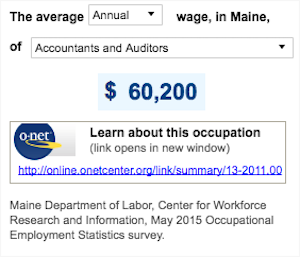 The average Annual wage, in Maine,
of Accountants and Auditors
$ 60,200
o·net
Learn about this occupation
(link opens in new window)
http://online.onetcenter.org/link/summary/13-2011.00
Maine Department of Labor, Center for Workforce
Research and Information, May 2015 Occupational
Employment Statistics survey.